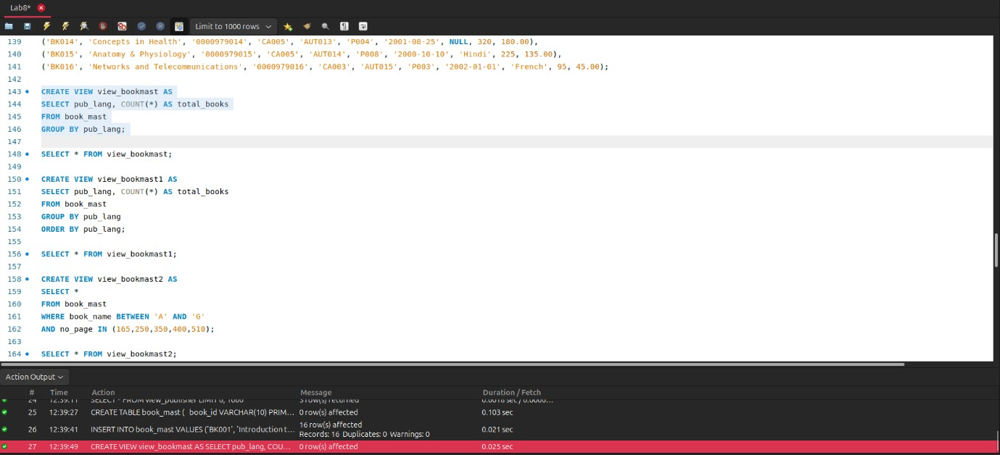 Lab8*
Limit to 1000 rows
139 ('BK014', 'Concepts in Health', '0000979014', 'CA005', 'AUT013', 'P004', '2001-08-25', NULL, 320, 180.00),
140 ('BK015', 'Anatomy & Physiology', '0000979015', 'CA005', 'AUT014', 'P008', '2000-10-10', 'Hindi', 225, 135.00),
141 ('BK016', 'Networks and Telecommunications', '0000979016', 'CA003', 'AUT015', 'P003', '2002-01-01', 'French', 95, 45.00);
142
143 CREATE VIEW view_bookmast AS
144 SELECT pub_lang, COUNT(*) AS total_books
145 FROM book_mast
146 GROUP BY pub_lang;
147
148 SELECT * FROM view_bookmast;
149
150 CREATE VIEW view_bookmast1 AS
151 SELECT pub_lang, COUNT(*) AS total_books
152 FROM book_mast
153 GROUP BY pub_lang
154 ORDER BY pub_lang;
155
156 SELECT * FROM view_bookmast1;
157
158 CREATE VIEW view_bookmast2 AS
159 SELECT *
160 FROM book_mast
161 WHERE book_name BETWEEN 'A' AND 'G'
162 AND no_page IN (165,250,350,400,510);
163
164 SELECT * FROM view_bookmast2;
Action Output
# Time Action Message Duration / Fetch
24 12:39:11 SELECT * FROM view_publisher LIMIT 0, 1000 3 row(s) returned 0.0018 sec / 0.0000...
25 12:39:27 CREATE TABLE book_mast ( book_id VARCHAR(10) PRIM... 0 row(s) affected 0.103 sec
26 12:39:41 INSERT INTO book_mast VALUES ('BK001', 'Introduction t... 16 row(s) affected
Records: 16 Duplicates: 0 Warnings: 0 0.021 sec
27 12:39:49 CREATE VIEW view_bookmast AS SELECT pub_lang, COU... 0 row(s) affected 0.025 sec